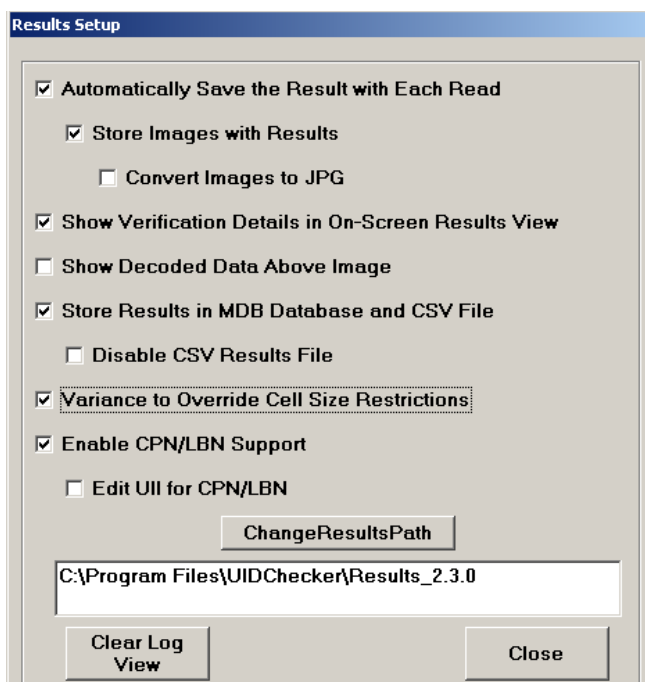 Results Setup
Automatically Save the Result with Each Read
Store Images with Results
Convert Images to JPG
Show Verification Details in On-Screen Results View
Show Decoded Data Above Image
Store Results in MDB Database and CSV File
Disable CSV Results File
Variance to Override Cell Size Restrictions
Enable CPN/LBN Support
Edit UII for CPN/LBN
ChangeResultsPath
C:\Program Files\UIDChecker\Results_2.3.0
Clear Log
View
Close